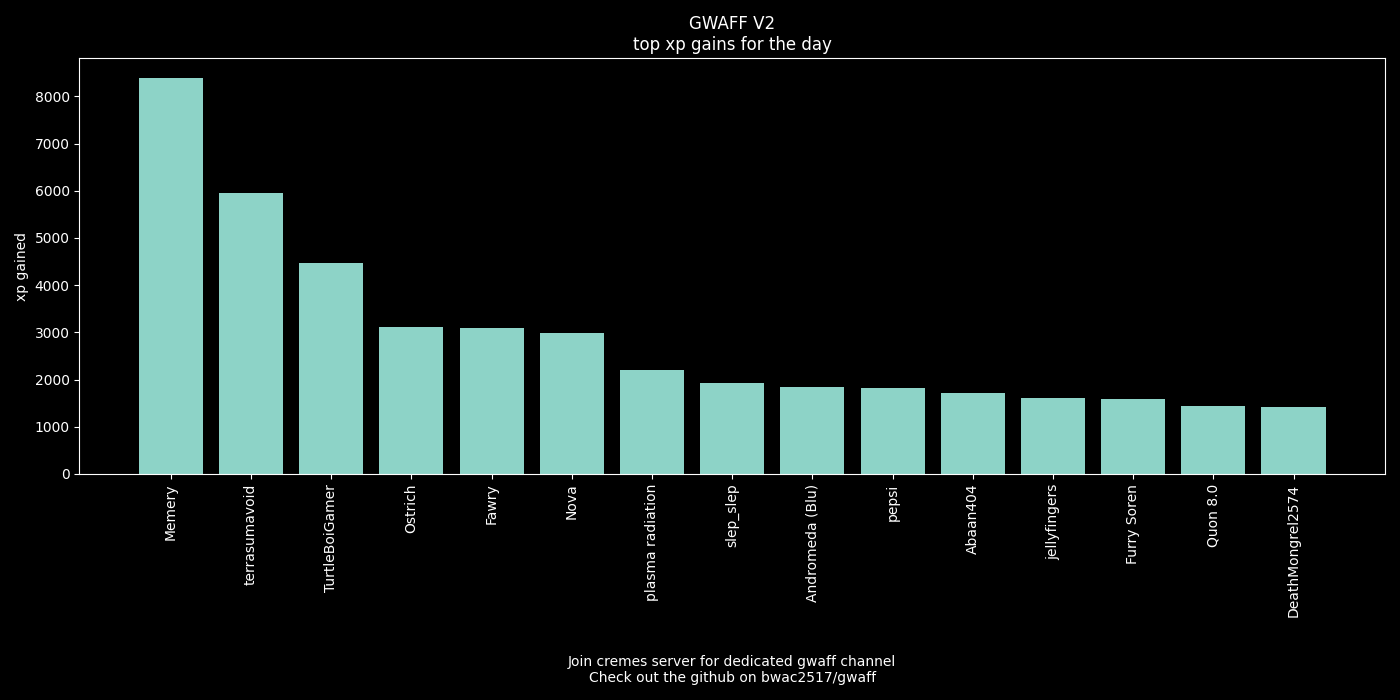 GWAFF V2
top xp gains for the day
xp gained
8000
7000
6000
5000
4000
3000
2000
1000
0
Memery
terrasumavoid
TurtleBoiGamer
Ostrich
Fawry
Nova
plasma radiation
slep_slep
Andromeda (Blu)
pepsi
Abaan404
jellyfingers
Furry Soren
Quon 8.0
DeathMongrel2574
Join cremes server for dedicated gwaff channel
Check out the github on bwac2517/gwaff